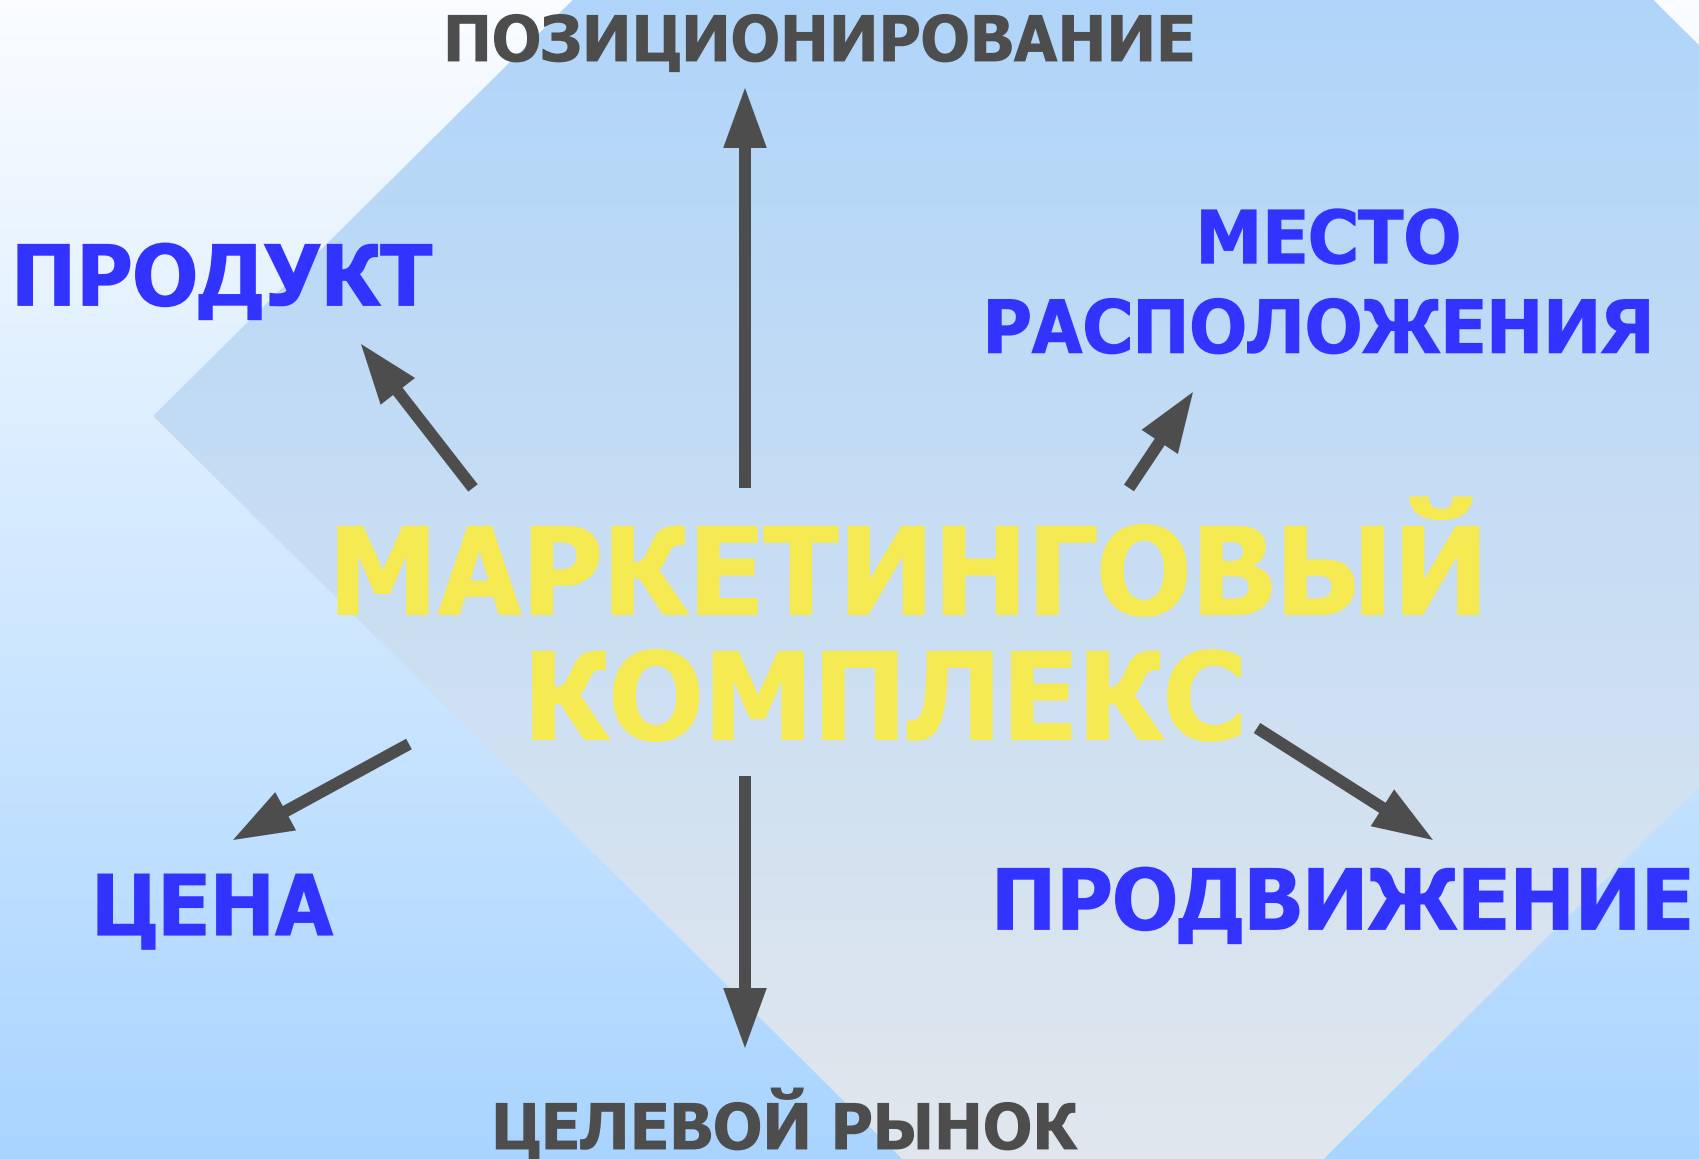 ПОЗИЦИОНИРОВАНИЕ
ПРОДУКТ
МЕСТО
РАСПОЛОЖЕНИЯ
МАРКЕТИНГОВЫЙ
КОМПЛЕКС
ЦЕНА
ПРОДВИЖЕНИЕ
ЦЕЛЕВОЙ РЫНОК